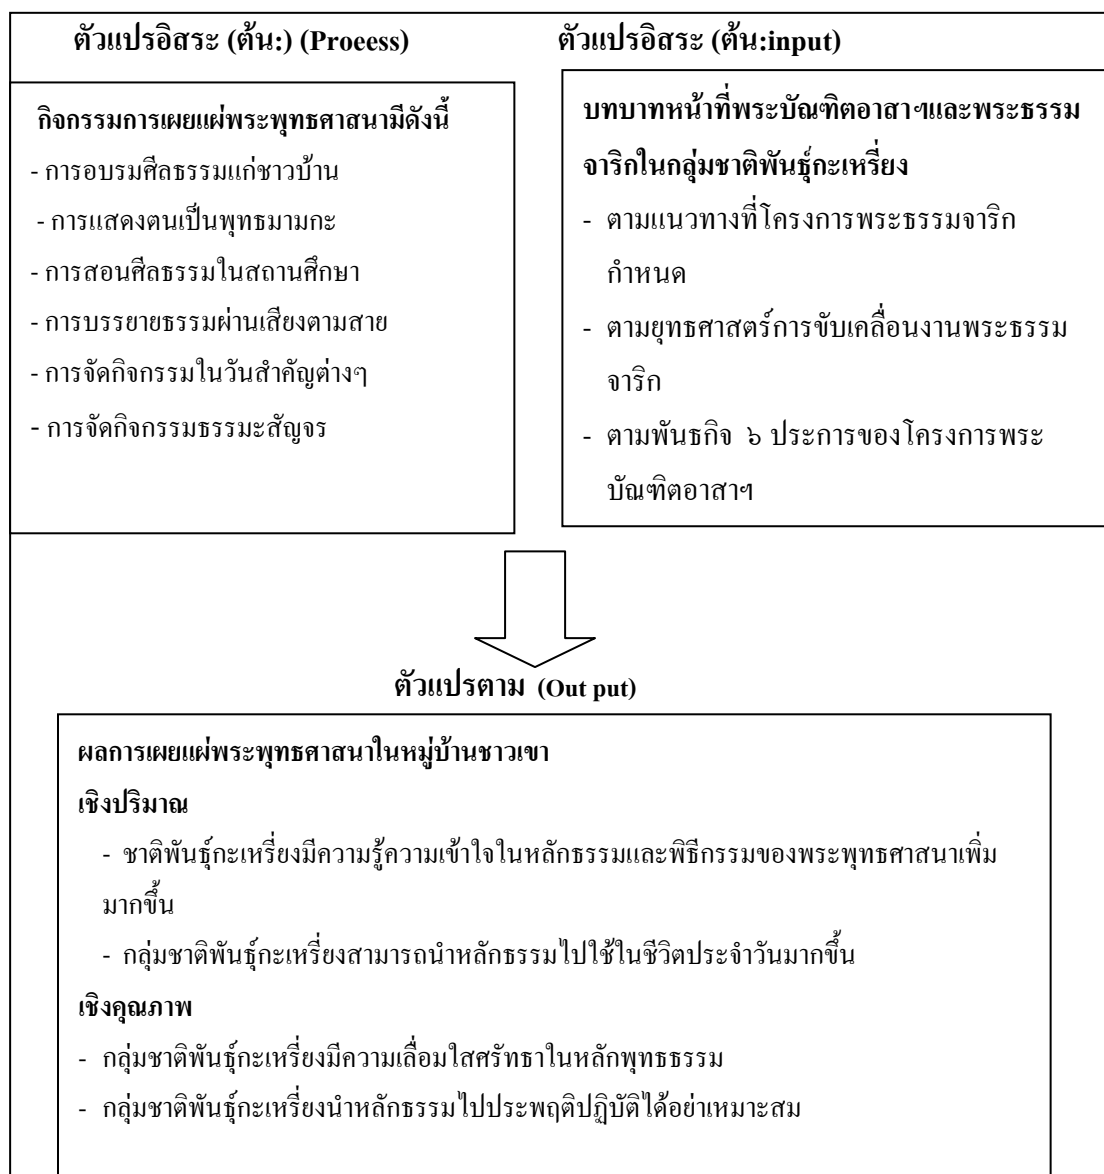 ตัวแปรอิสระ (ต้น:) (Proeess)
กิจกรรมการเผยแผ่พระพุทธศาสนามีดังนี้
- การอบรมศีลธรรมแก่ชาวบ้าน
- การแสดงตนเป็นพุทธมามกะ
- การสอนศีลธรรมในสถานศึกษา
- การบรรยายธรรมผ่านเสียงตามสาย
- การจัดกิจกรรมในวันสำคัญต่างๆ
- การจัดกิจกรรมธรรมะสัญจร
ตัวแปรอิสระ (ต้น:input)
บทบาทหน้าที่พระบัณฑิตอาสาฯและพระธรรม
จาริกในกลุ่มชาติพันธุ์กะเหรี่ยง
- ตามแนวทางที่โครงการพระธรรมจาริก
กำหนด
- ตามยุทธศาสตร์การขับเคลื่อนงานพระธรรม
จาริก
- ตามพันธกิจ ๖ ประการของโครงการพระ
บัณฑิตอาสาฯ
ตัวแปรตาม (Out put)
ผลการเผยแผ่พระพุทธศาสนาในหมู่บ้านชาวเขา
เชิงปริมาณ
- ชาติพันธุ์กะเหรี่ยงมีความรู้ความเข้าใจในหลักธรรมและพิธีกรรมของพระพุทธศาสนาเพิ่ม
มากขึ้น
- กลุ่มชาติพันธุ์กะเหรี่ยงสามารถนำหลักธรรมไปใช้ในชีวิตประจำวันมากขึ้น
เชิงคุณภาพ
- กลุ่มชาติพันธุ์กะเหรี่ยงมีความเลื่อมใสศรัทธาในหลักพุทธธรรม
- กลุ่มชาติพันธุ์กะเหรี่ยงนำหลักธรรมไปประพฤติปฏิบัติได้อย่าเหมาะสม